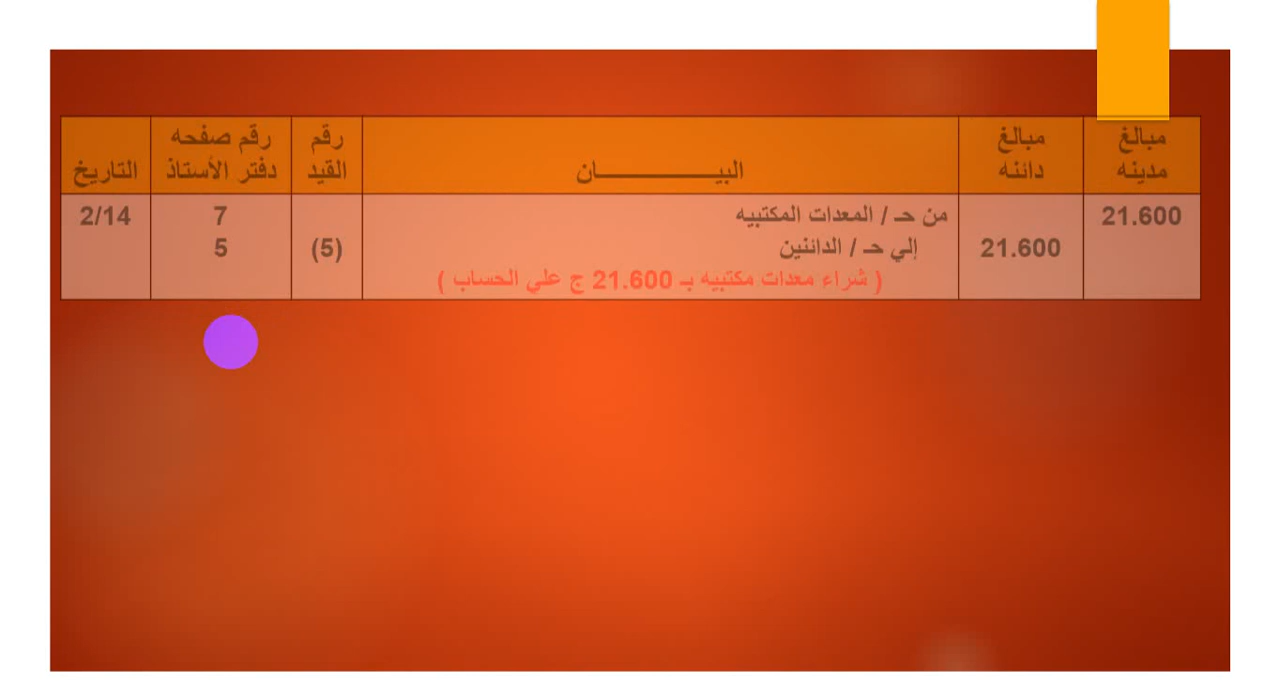 مبالغ مدينه
مبالغ دائنه
البيـــــــــــان
رقم القيد
رقم صفحه دفتر الأستاذ
التاريخ
21.600 من حـ / المعدات المكتبيه 7 2/14
21.600 إلي حـ / الدائنين (5) 5
( شراء معدات مكتبيه بـ 21.600 ج علي الحساب )